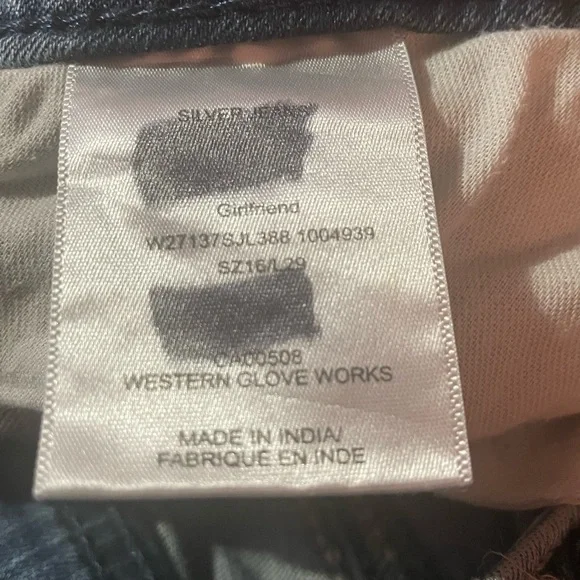 SILVER JEANS
Girlfriend
W27137SJL388 1004939
SZ16/L29
CA00508
WESTERN GLOVE WORKS
MADE IN INDIA/
FABRIQUÉ EN INDE